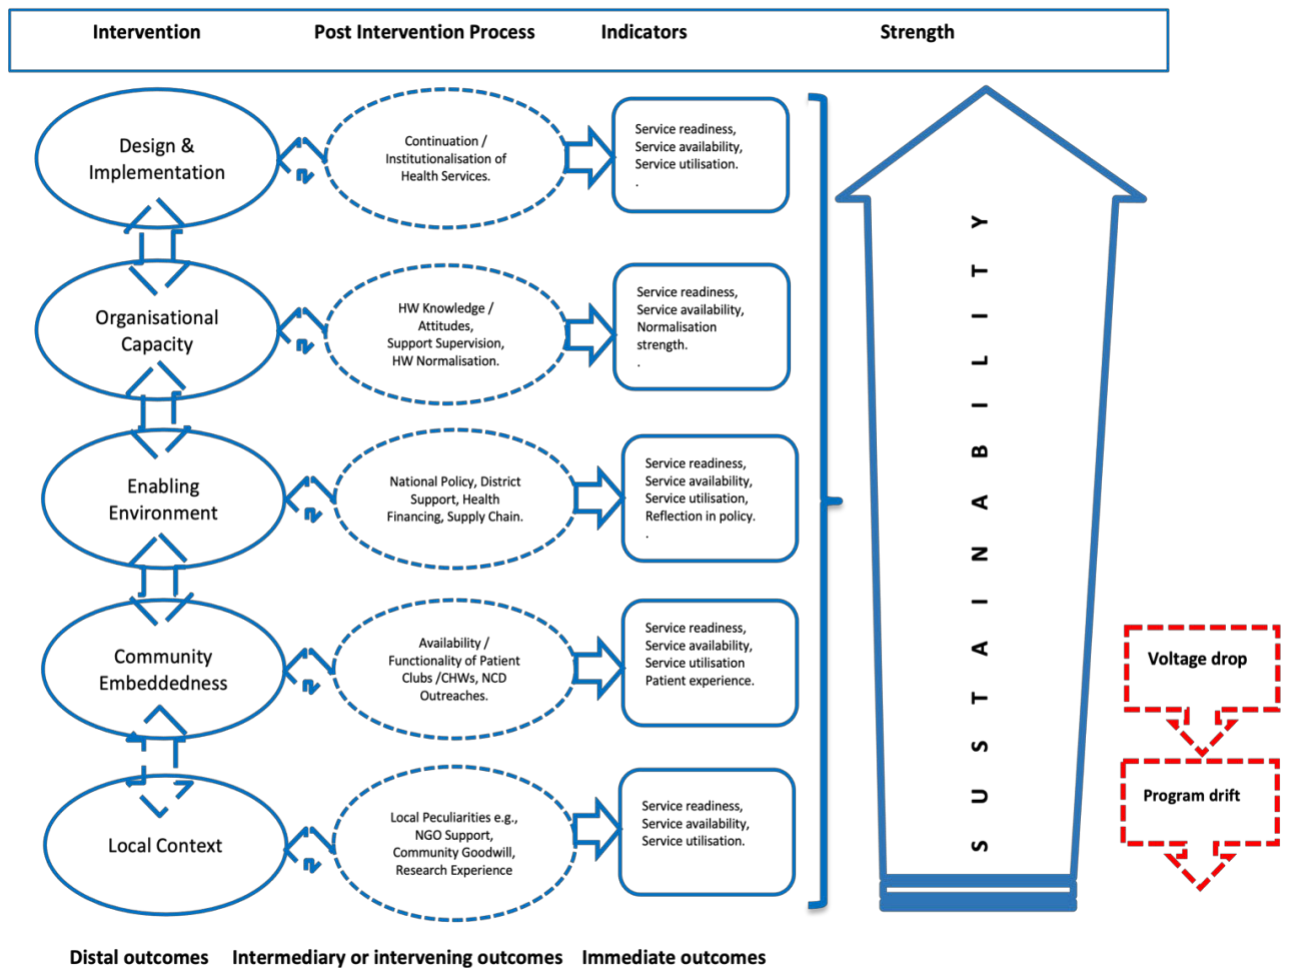 Intervention
Post Intervention Process
Indicators
Strength
Design &
Implementation
Continuation /
Institutionalisation of
Health Services.
Service readiness,
Service availability,
Service utilisation.
.
Organisational
Capacity
HW Knowledge /
Attitudes,
Support Supervision,
HW Normalisation.
Service readiness,
Service availability,
Normalisation
strength.
.
Enabling
Environment
National Policy, District
Support, Health
Financing, Supply Chain.
Service readiness,
Service availability,
Service utilisation,
Reflection in policy.
.
Community
Embeddedness
Availability /
Functionality of Patient
Clubs /CHWs, NCD
Outreaches.
Service readiness,
Service availability,
Service utilisation
Patient experience.
Local Context
Local Peculiarities e.g.,
NGO Support,
Community Goodwill,
Research Experience
Service readiness,
Service availability,
Service utilisation.
SUSTAINABILITY
Voltage drop
Program drift
Distal outcomes
Intermediary or intervening outcomes
Immediate outcomes